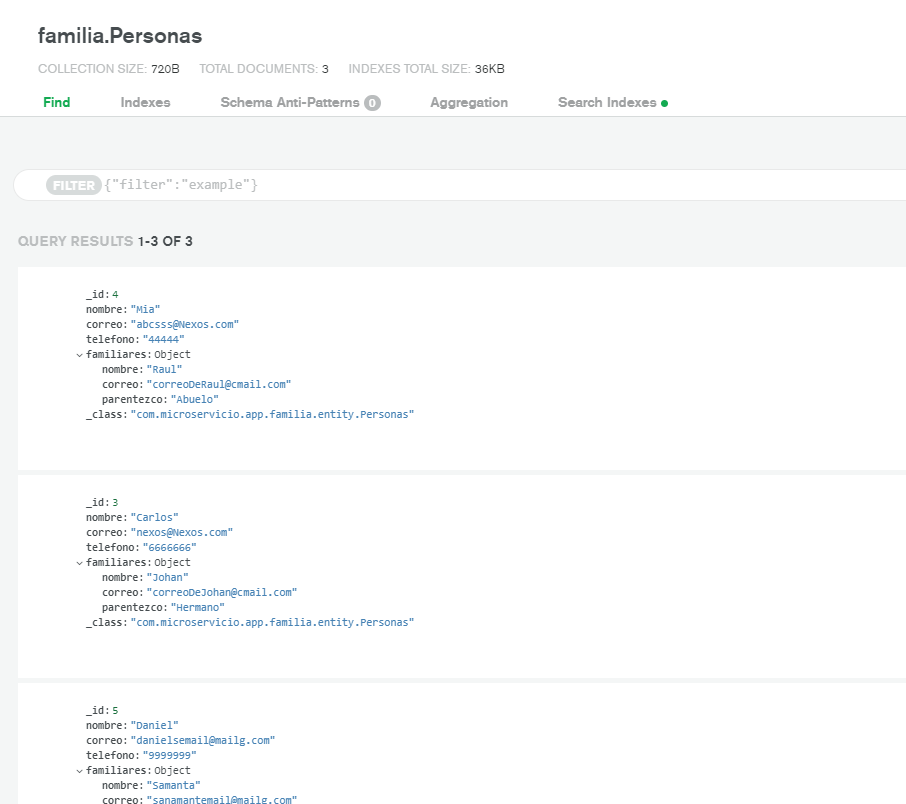 familia.Personas
COLLECTION SIZE: 720B TOTAL DOCUMENTS: 3 INDEXES TOTAL SIZE: 36KB
Find Indexes Schema Anti-Patterns 0 Aggregation Search Indexes
FILTER {"filter":"example"}
QUERY RESULTS 1-3 OF 3
_id: 4
nombre: "Mia"
correo: "abcsss@Nexos.com"
telefono: "44444"
familiares: Object
nombre: "Raul"
correo: "correoDeRaul@cmail.com"
parentezco: "Abuelo"
_class: "com.microservicio.app.familia.entity.Personas"
_id: 3
nombre: "Carlos"
correo: "nexos@Nexos.com"
telefono: "6666666"
familiares: Object
nombre: "Johan"
correo: "correoDeJohan@cmail.com"
parentezco: "Hermano"
_class: "com.microservicio.app.familia.entity.Personas"
_id: 5
nombre: "Daniel"
correo: "danielsemail@mailg.com"
telefono: "9999999"
familiares: Object
nombre: "Samanta"
correo: "sanamantemail@mailg.com"